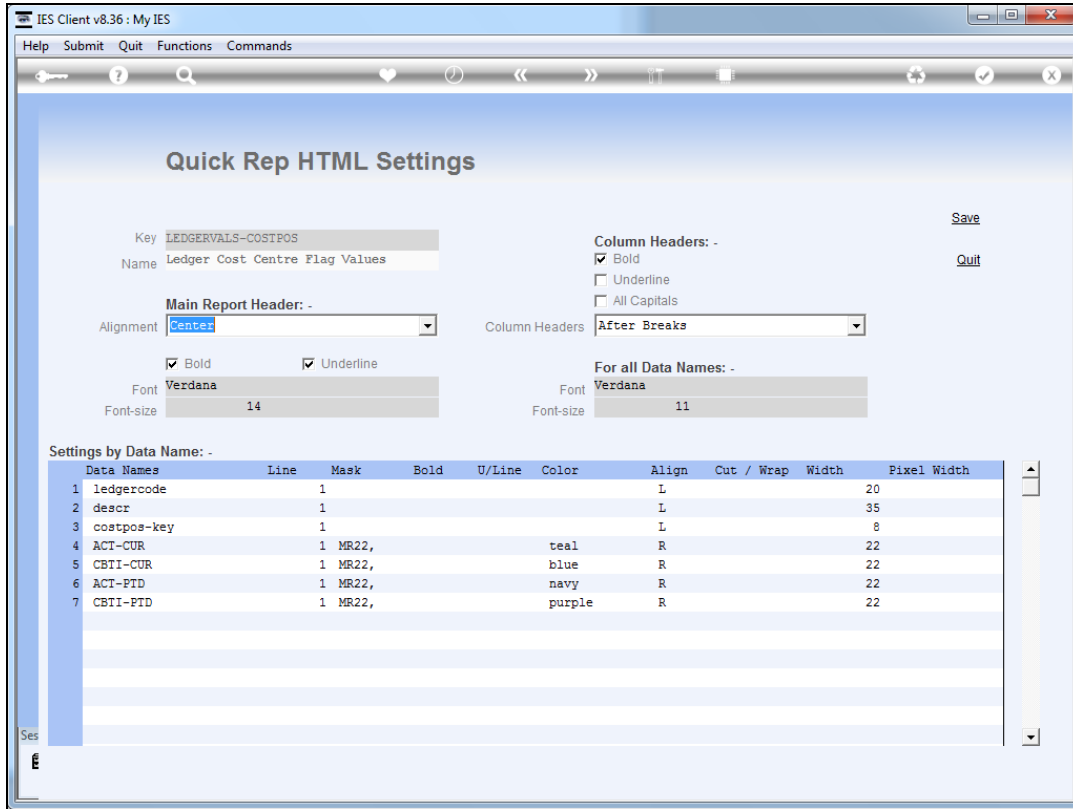 IES Client v8.36 : My IES
Help Submit Quit Functions Commands
Quick Rep HTML Settings
Save
Key LEDGERVALS-COSTPOS
Column Headers: -
Name Ledger Cost Centre Flag Values
Bold
Quit
Underline
Main Report Header: -
All Capitals
Alignment Center
Column Headers After Breaks
Bold Underline
For all Data Names: -
Font Verdana
Font Verdana
Font-size 14
Font-size 11
Settings by Data Name: -
Data Names Line Mask Bold U/Line Color Align Cut / Wrap Width Pixel Width
1 ledgercode 1 L 20
2 descr 1 L 35
3 costpos-key 1 L 8
4 ACT-CUR 1 MR22, teal R 22
5 CBTI-CUR 1 MR22, blue R 22
6 ACT-PTD 1 MR22, navy R 22
7 CBTI-PTD 1 MR22, purple R 22
Ses